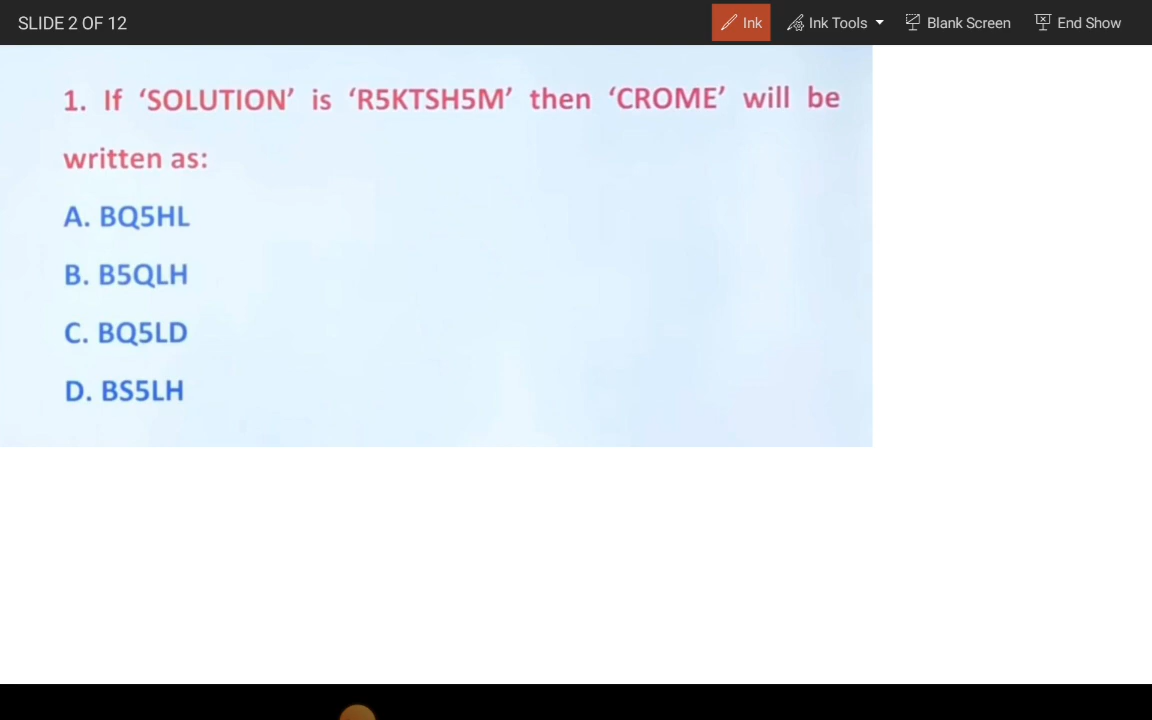 SLIDE 2 OF 12
Ink
Ink Tools
Blank Screen
End Show
1. If ‘SOLUTION’ is ‘R5KTSH5M’ then ‘CROME’ will be
written as:
A. BQ5HL
B. B5QLH
C. BQ5LD
D. BS5LH